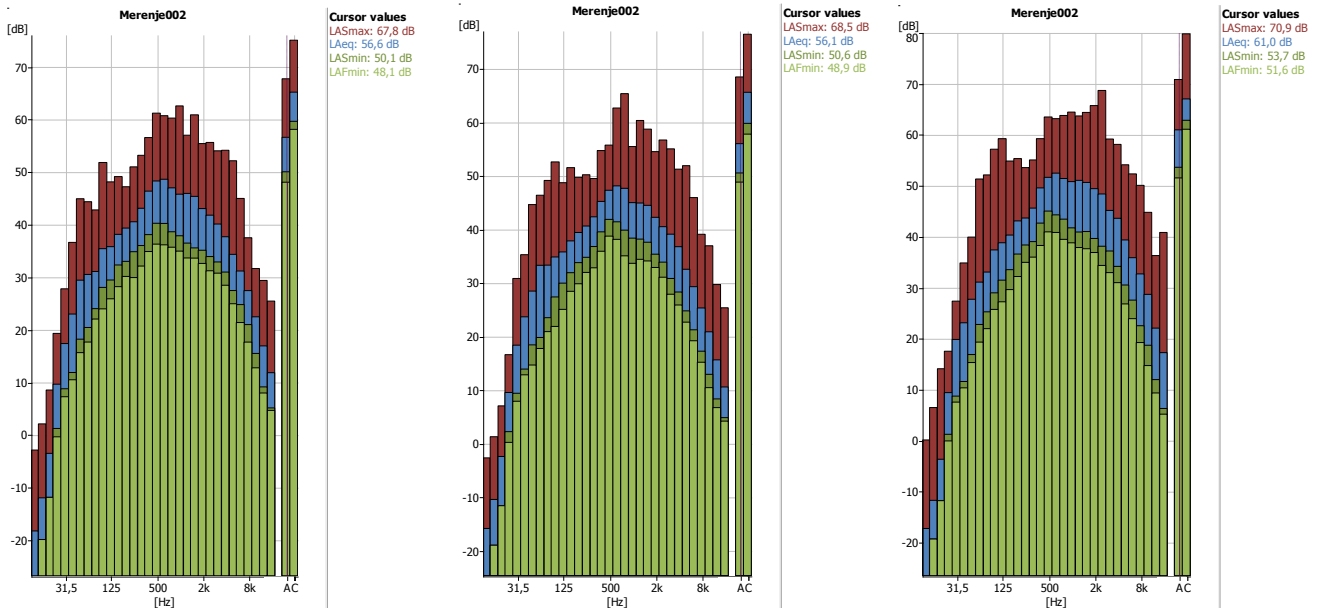 Merenje002
[dB]
70
60
50
40
30
20
10
0
-10
-20
31,5 125 500 2k 8k A C
[Hz]
Cursor values
LASmax: 67,8 dB
LAeq: 56,6 dB
LASmin: 50,1 dB
LAFmin: 48,1 dB
Merenje002
[dB]
70
60
50
40
30
20
10
0
-10
-20
31,5 125 500 2k 8k A C
[Hz]
Cursor values
LASmax: 68,5 dB
LAeq: 56,1 dB
LASmin: 50,6 dB
LAFmin: 48,9 dB
Merenje002
[dB]
80
70
60
50
40
30
20
10
0
-10
-20
31,5 125 500 2k 8k A C
[Hz]
Cursor values
LASmax: 70,9 dB
LAeq: 61,0 dB
LASmin: 53,7 dB
LAFmin: 51,6 dB